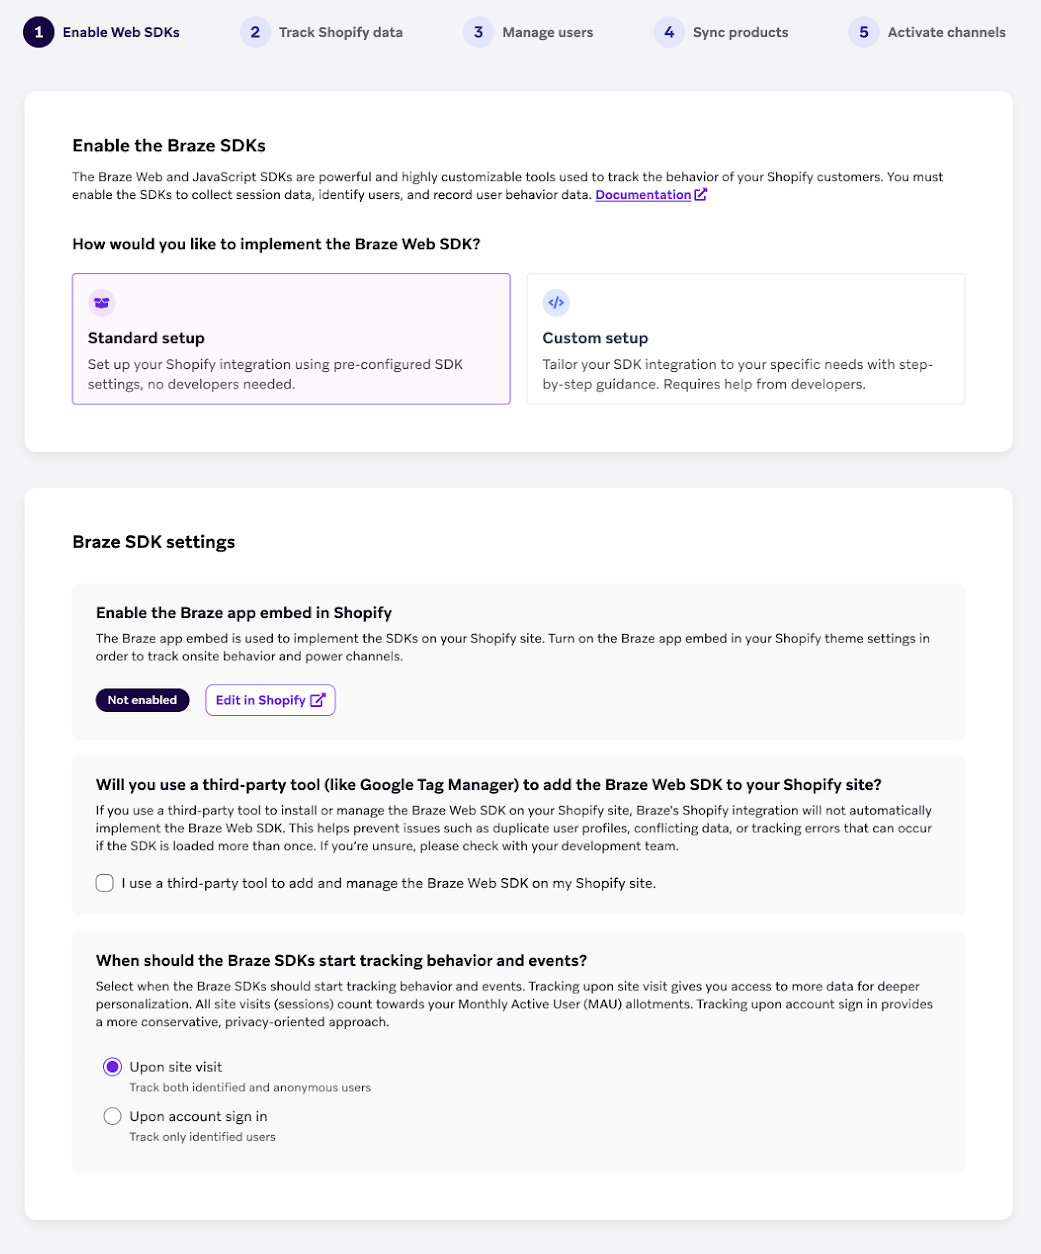 1 Enable Web SDKs 2 Track Shopify data 3 Manage users 4 Sync products 5 Activate channels
Enable the Braze SDKs
The Braze Web and JavaScript SDKs are powerful and highly customizable tools used to track the behavior of your Shopify customers. You must
enable the SDKs to collect session data, identify users, and record user behavior data. Documentation
How would you like to implement the Braze Web SDK?
Standard setup
Set up your Shopify integration using pre-configured SDK
settings, no developers needed.
Custom setup
Tailor your SDK integration to your specific needs with step-
by-step guidance. Requires help from developers.
Braze SDK settings
Enable the Braze app embed in Shopify
The Braze app embed is used to implement the SDKs on your Shopify site. Turn on the Braze app embed in your Shopify theme settings in
order to track onsite behavior and power channels.
Not enabled Edit in Shopify
Will you use a third-party tool (like Google Tag Manager) to add the Braze Web SDK to your Shopify site?
If you use a third-party tool to install or manage the Braze Web SDK on your Shopify site, Braze's Shopify integration will not automatically
implement the Braze Web SDK. This helps prevent issues such as duplicate user profiles, conflicting data, or tracking errors that can occur
if the SDK is loaded more than once. If you're unsure, please check with your development team.
I use a third-party tool to add and manage the Braze Web SDK on my Shopify site.
When should the Braze SDKs start tracking behavior and events?
Select when the Braze SDKs should start tracking behavior and events. Tracking upon site visit gives you access to more data for deeper
personalization. All site visits (sessions) count towards your Monthly Active User (MAU) allotments. Tracking upon account sign in provides
a more conservative, privacy-oriented approach.
Upon site visit
Track both identified and anonymous users
Upon account sign in
Track only identified users